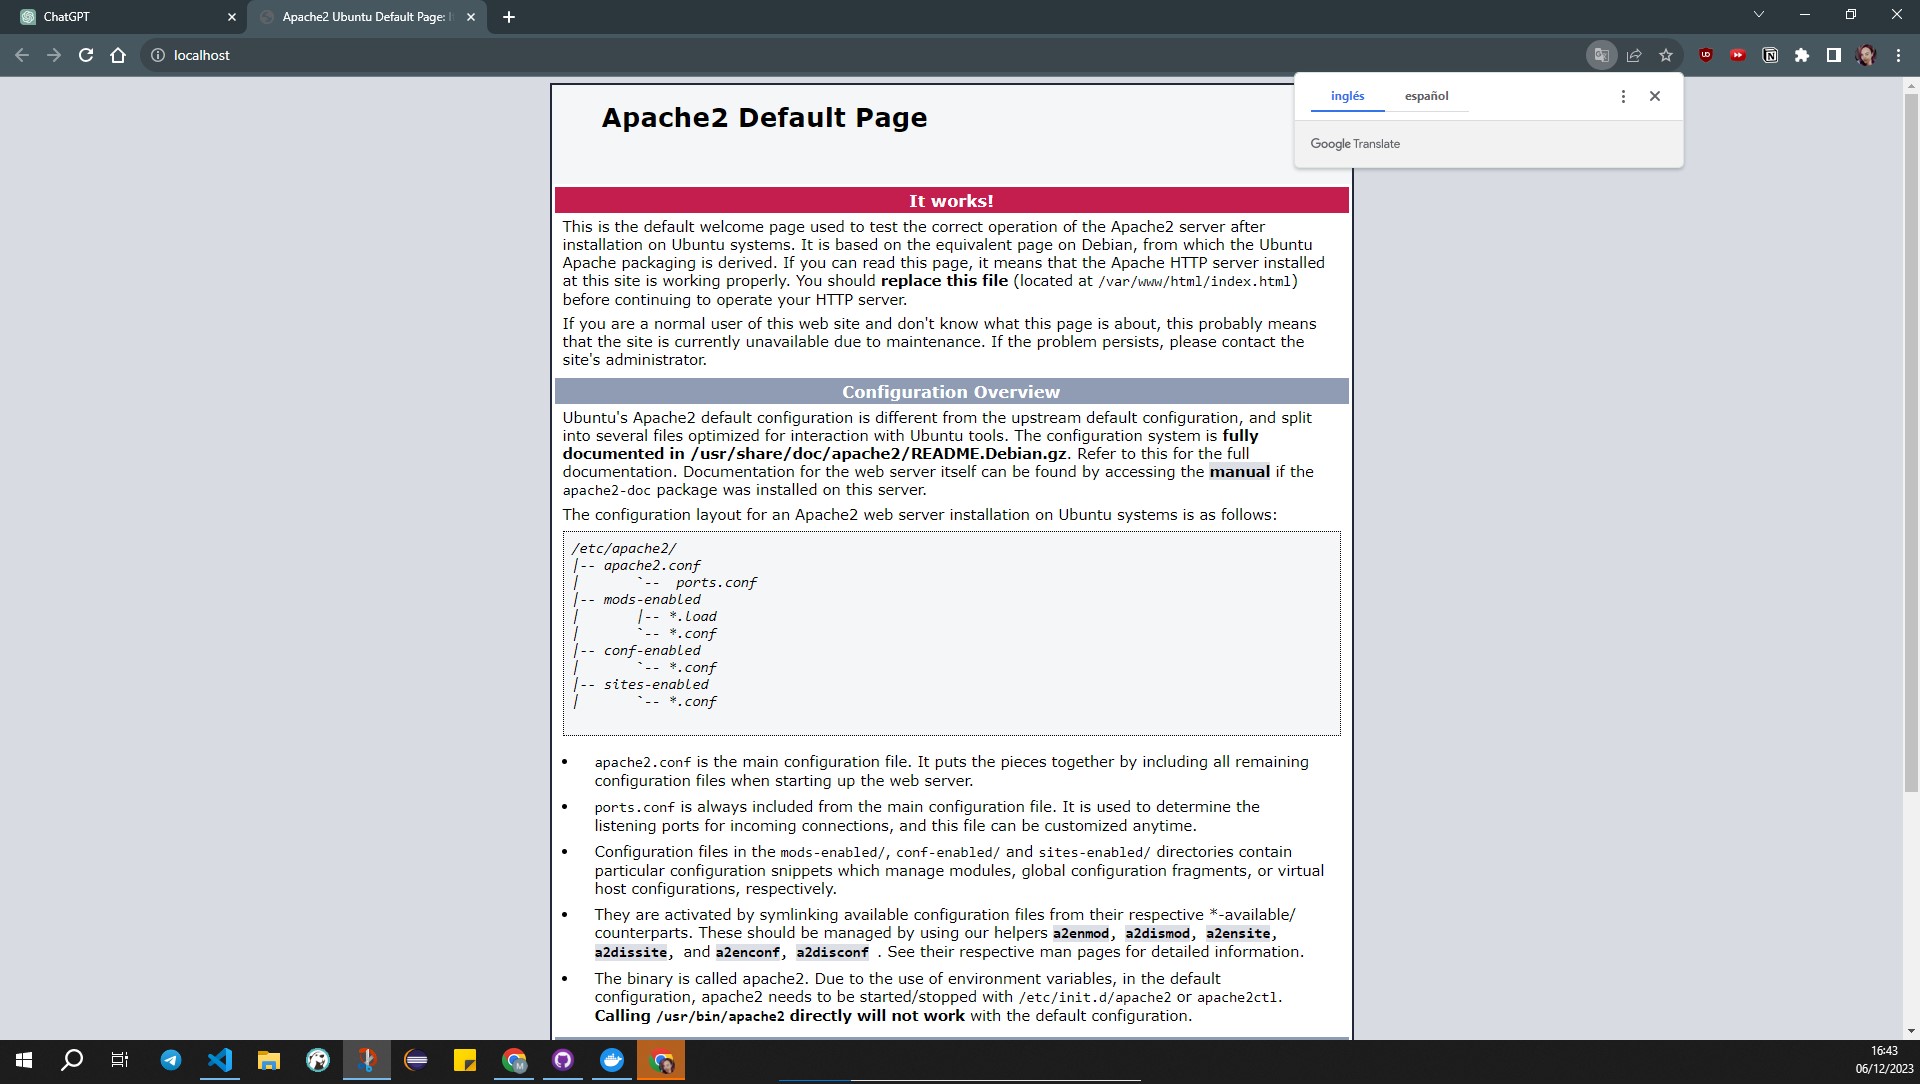 ChatGPT
Apache2 Ubuntu Default Page:
localhost
inglés español
Google Translate
Apache2 Default Page
It works!
This is the default welcome page used to test the correct operation of the Apache2 server after
installation on Ubuntu systems. It is based on the equivalent page on Debian, from which the Ubuntu
Apache packaging is derived. If you can read this page, it means that the Apache HTTP server installed
at this site is working properly. You should replace this file (located at /var/www/html/index.html)
before continuing to operate your HTTP server.
If you are a normal user of this web site and don't know what this page is about, this probably means
that the site is currently unavailable due to maintenance. If the problem persists, please contact the
site's administrator.
Configuration Overview
Ubuntu's Apache2 default configuration is different from the upstream default configuration, and split
into several files optimized for interaction with Ubuntu tools. The configuration system is fully
documented in /usr/share/doc/apache2/README.Debian.gz. Refer to this for the full
documentation. Documentation for the web server itself can be found by accessing the manual if the
apache2-doc package was installed on this server.
The configuration layout for an Apache2 web server installation on Ubuntu systems is as follows:
/etc/apache2/
|-- apache2.conf
|       `--  ports.conf
|-- mods-enabled
|       |-- *.load
|       `-- *.conf
|-- conf-enabled
|       `-- *.conf
|-- sites-enabled
|       `-- *.conf
• apache2.conf is the main configuration file. It puts the pieces together by including all remaining
configuration files when starting up the web server.
• ports.conf is always included from the main configuration file. It is used to determine the
listening ports for incoming connections, and this file can be customized anytime.
• Configuration files in the mods-enabled/, conf-enabled/ and sites-enabled/ directories contain
particular configuration snippets which manage modules, global configuration fragments, or virtual
host configurations, respectively.
• They are activated by symlinking available configuration files from their respective *-available/
counterparts. These should be managed by using our helpers a2enmod, a2dismod, a2ensite,
a2dissite, and a2enconf, a2disconf . See their respective man pages for detailed information.
• The binary is called apache2. Due to the use of environment variables, in the default
configuration, apache2 needs to be started/stopped with /etc/init.d/apache2 or apache2ctl.
Calling /usr/bin/apache2 directly will not work with the default configuration.
16:43
06/12/2023